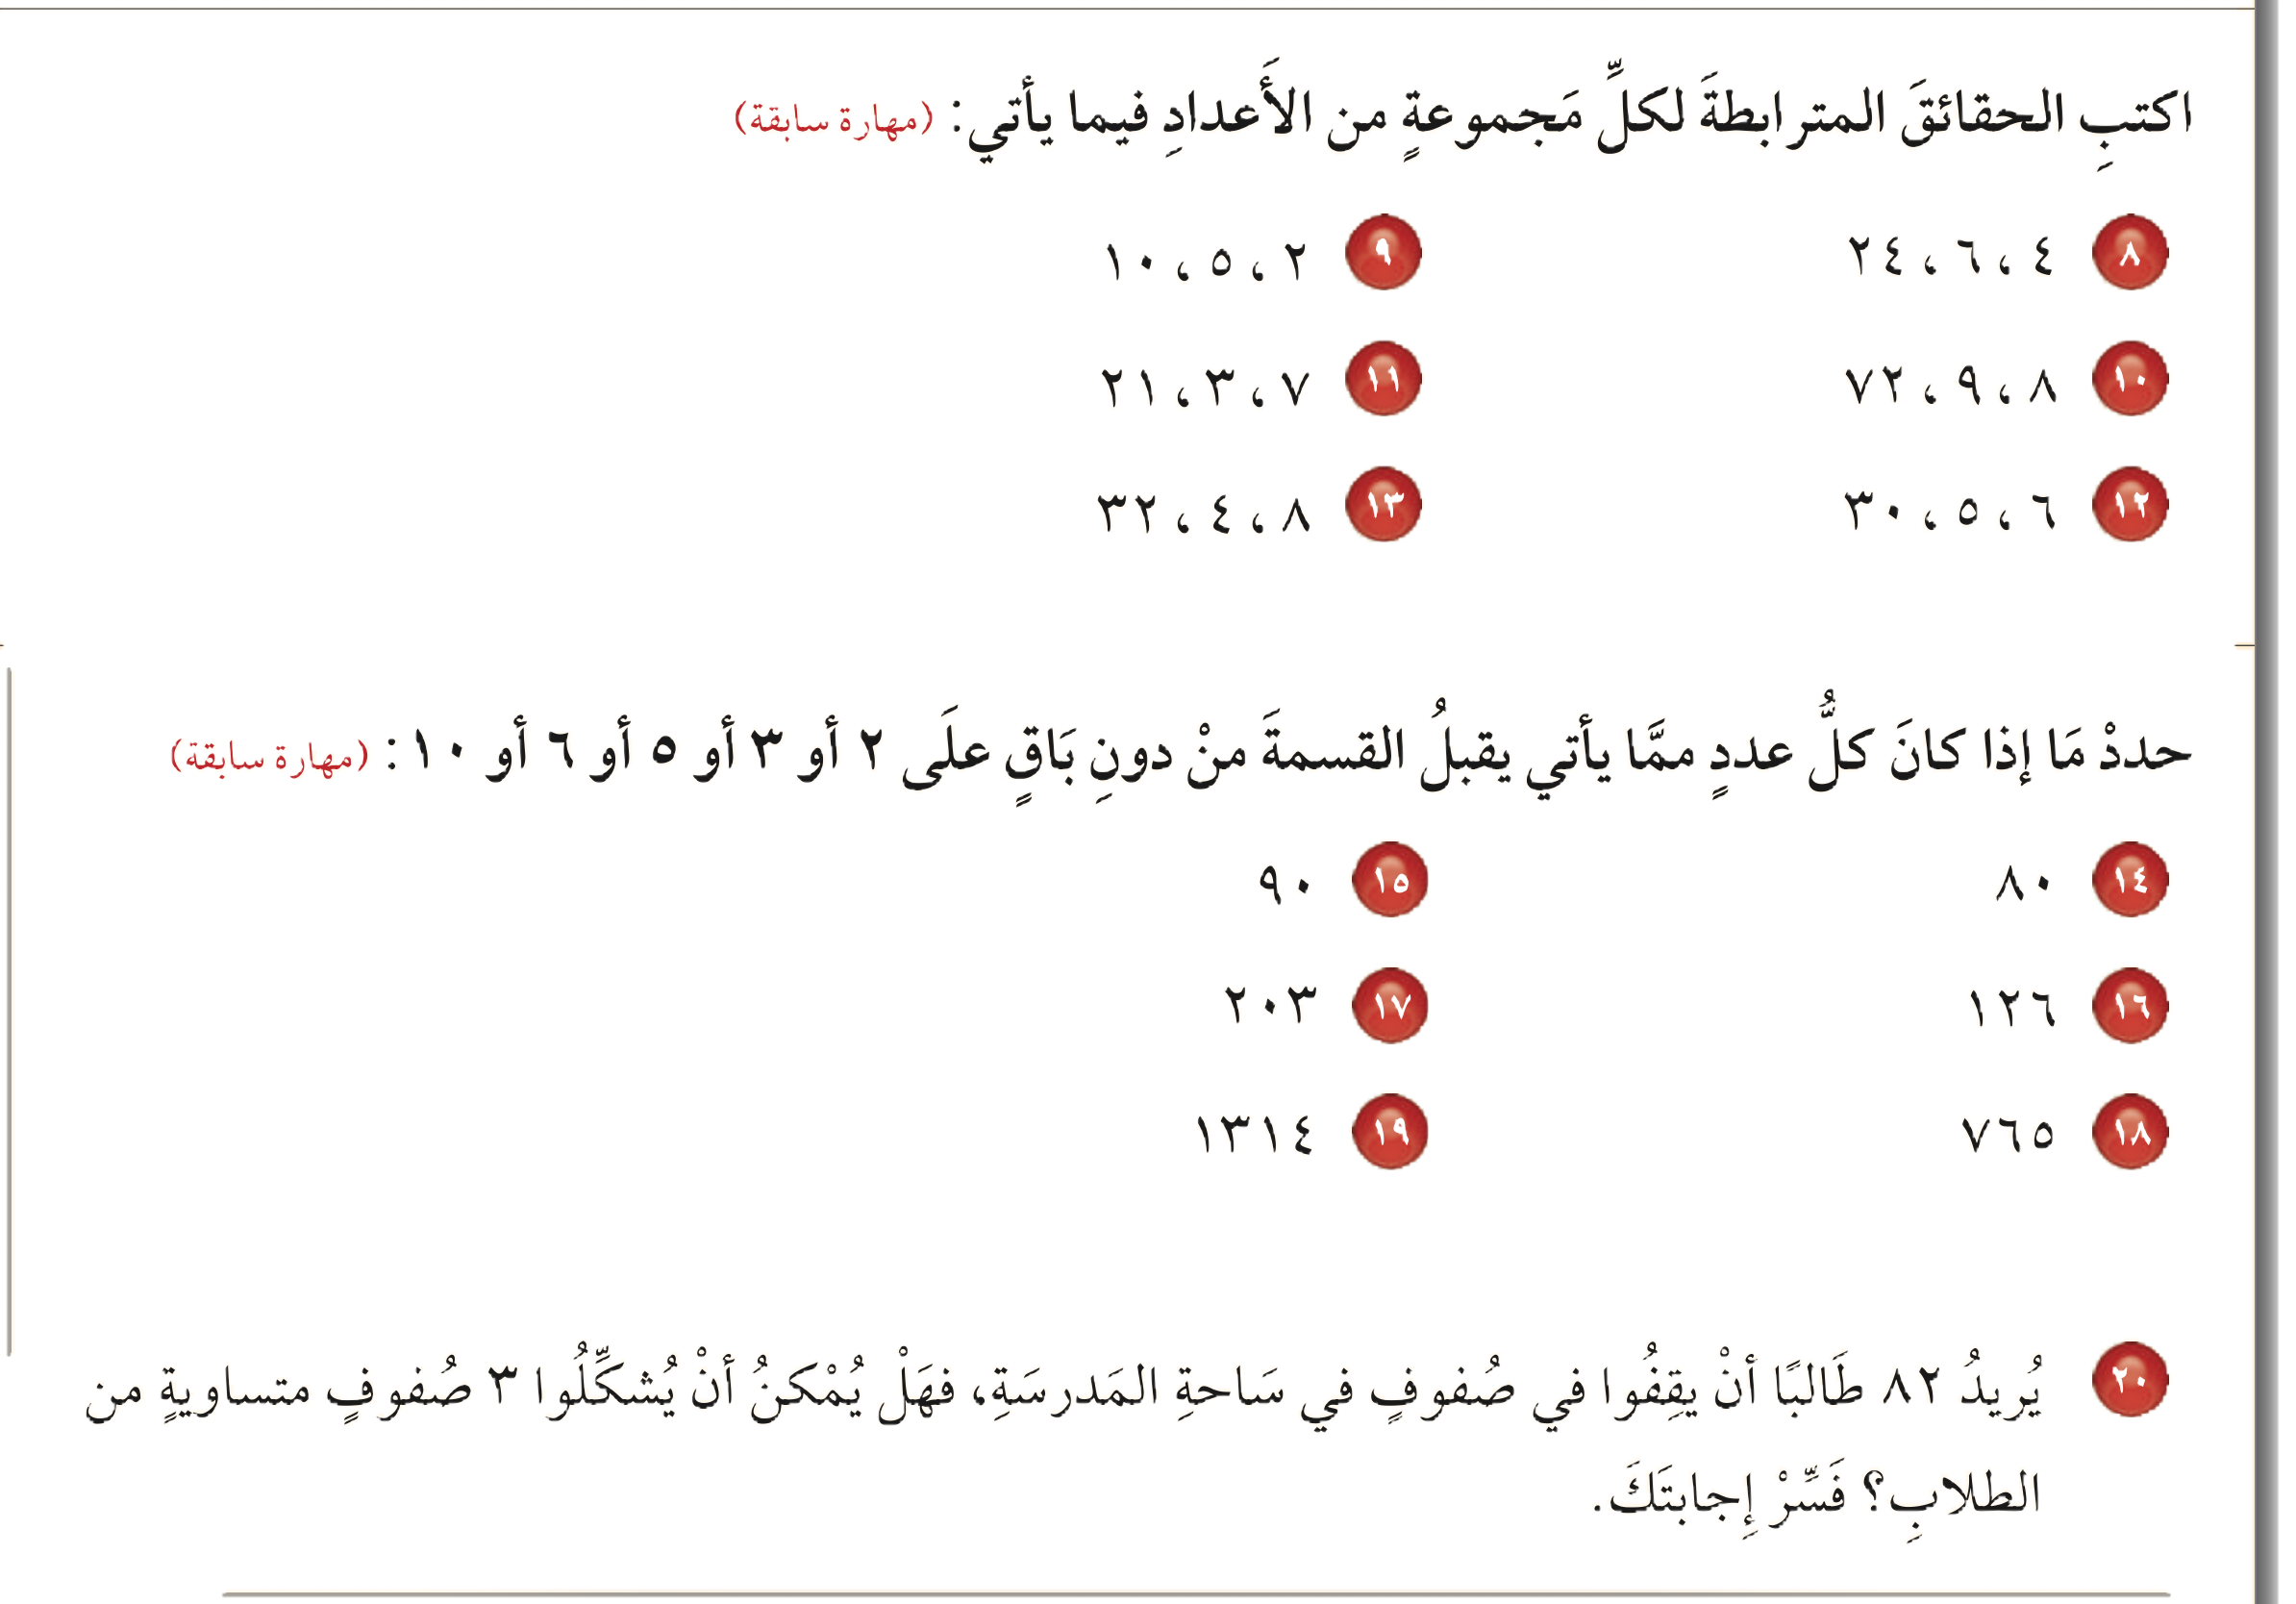 اكتبِ الحقائقَ المترابطةَ لكلِّ مَجموعةٍ من الأَعدادِ فيما يأتي: (مهارة سابقة)
٨ ٤ ، ٦ ، ٢٤ ٩ ٢ ، ٥ ، ١٠
١٠ ٨ ، ٩ ، ٧٢ ١١ ٧ ، ٣ ، ٢١
١٢ ٦ ، ٥ ، ٣٠ ١٣ ٨ ، ٤ ، ٣٢
حددْ مَا إذا كانَ كلُّ عددٍ ممَّا يأتي يقبلُ القسمةَ منْ دونِ بَاقٍ علَى ٢ أو ٣ أو ٥ أو ٦ أو ١٠ : (مهارة سابقة)
١٤ ٨٠ ١٥ ٩٠
١٦ ١٢٦ ١٧ ٢٠٣
١٨ ٧٦٥ ١٩ ١٣١٤
٢٠ يُريدُ ٨٢ طَالبًا أنْ يقِفُوا في صُفوفٍ في سَاحةِ المَدرسَةِ، فهَلْ يُمْكنُ أنْ يُشكِّلُوا ٣ صُفوفٍ متساويةٍ من
الطلابِ؟ فَسِّرْ إِجابتَكَ.